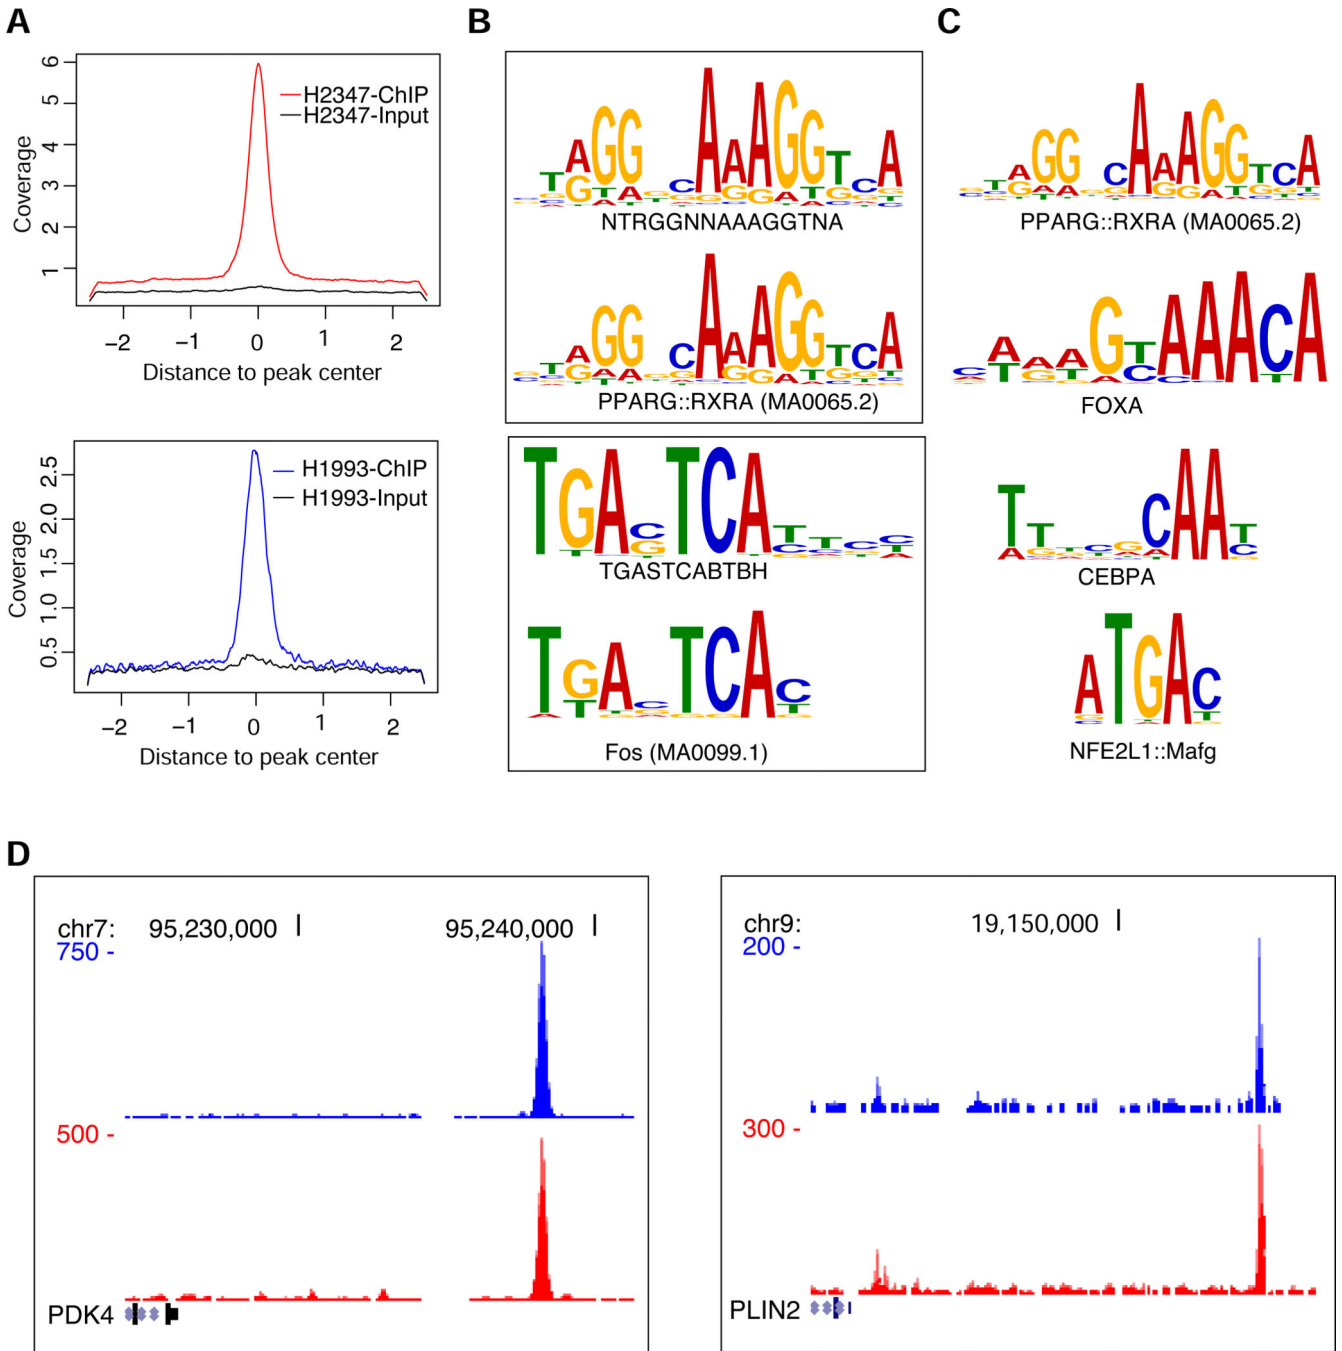 A
B
C
6
5
4
3
2
1
Coverage
H2347-ChIP
H2347-Input
-2
-1
0
1
2
Distance to peak center
2.5
2.0
1.5
1.0
0.5
Coverage
H1993-ChIP
H1993-Input
-2
-1
0
1
2
Distance to peak center
NTRGGNNAAAGGTNA
PPARG::RXRA (MA0065.2)
TGASTCABTBH
Fos (MA0099.1)
PPARG::RXRA (MA0065.2)
FOXA
CEBPA
NFE2L1::Mafg
D
chr7: 95,230,000 95,240,000
750 -
500 -
PDK4
chr9: 19,150,000
200 -
300 -
PLIN2